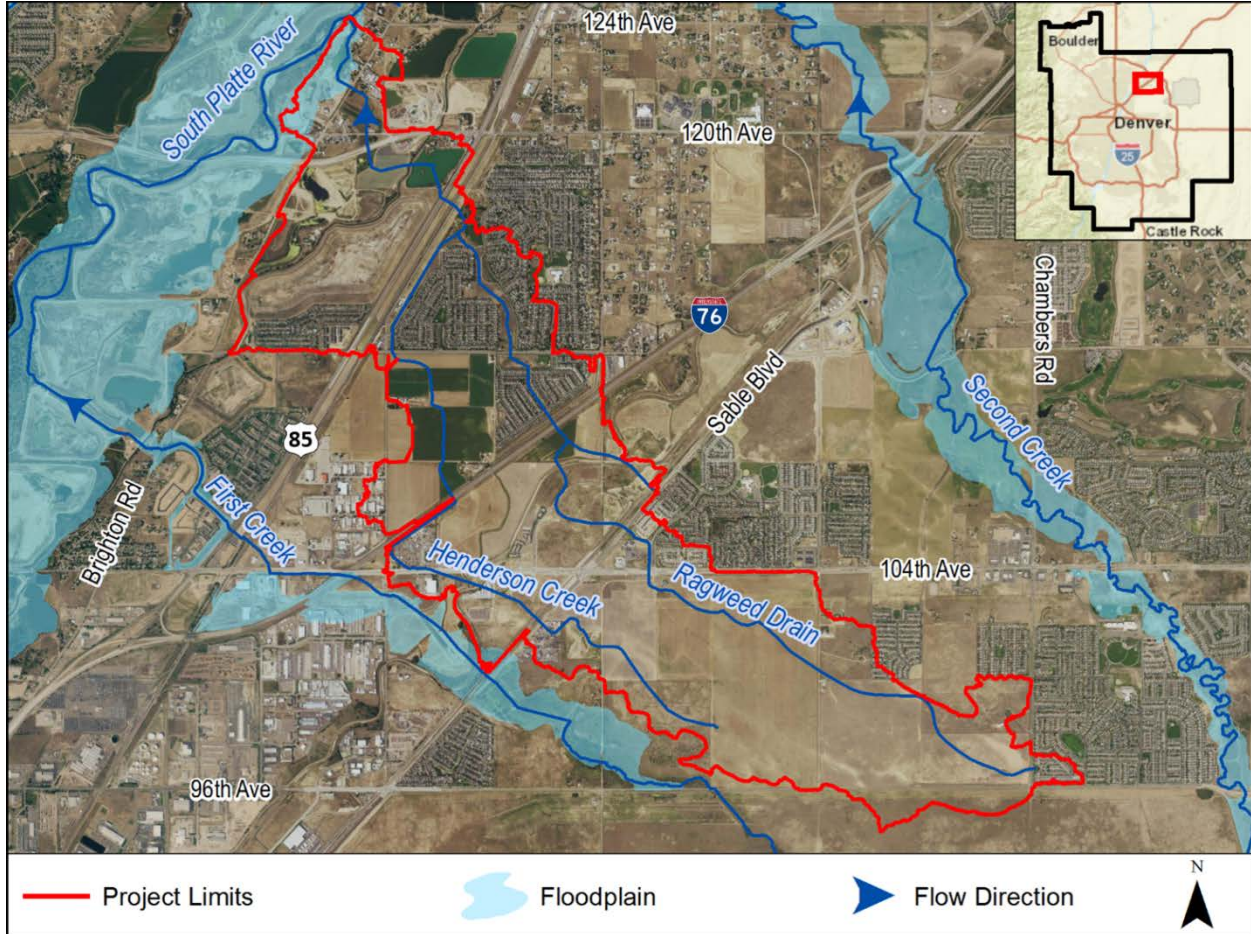 124th Ave
Boulder
South Platte River
120th Ave
Denver
25
Castle Rock
Chambers Rd
INTERSTATE
76
Sable Blvd
Second Creek
85
Brighton Rd
First Creek
Henderson Creek
104th Ave
Ragweed Drain
96th Ave
Project Limits
Floodplain
Flow Direction
N